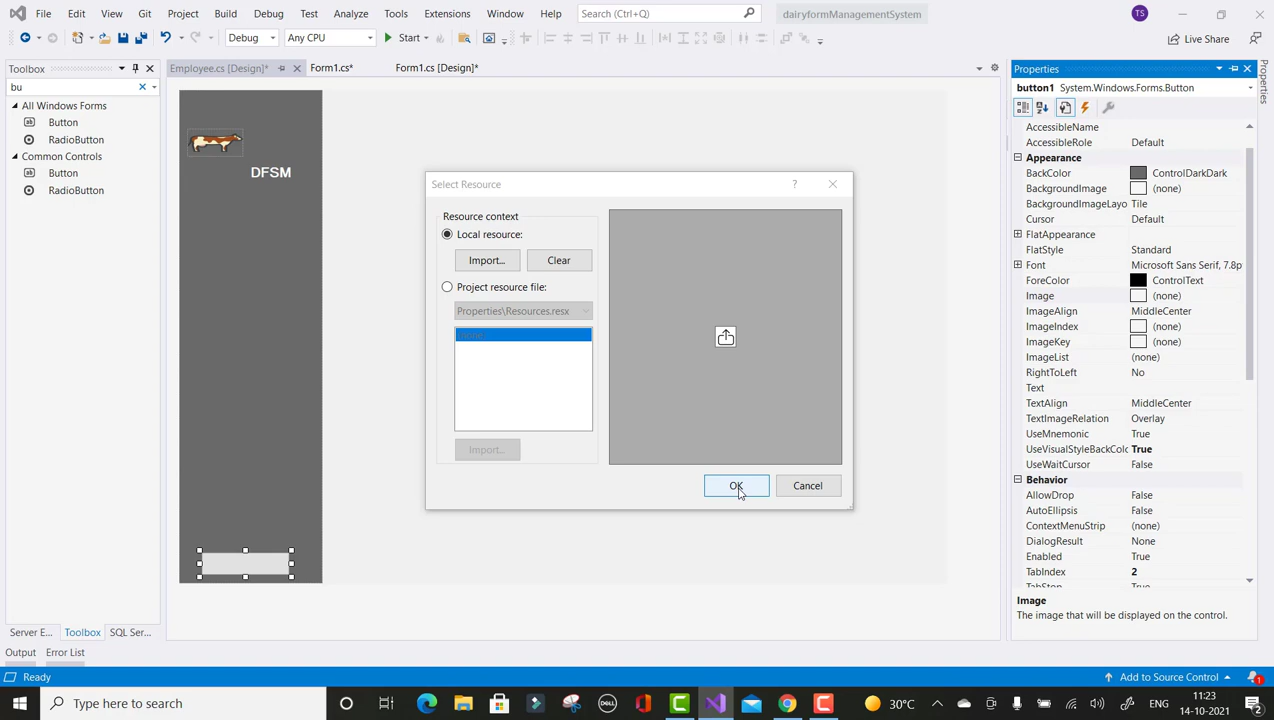 File Edit View Git Project Build Debug Test Analyze Tools Extensions Window Help Search (Ctrl+Q) dairyformManagementSystem TS
Debug Any CPU Start Live Share
Toolbox
Employee.cs [Design]* Form1.cs* Form1.cs [Design]*
Properties
bu
button1 System.Windows.Forms.Button
All Windows Forms
Button
RadioButton
Common Controls
Button
RadioButton
DFSM
Select Resource
Resource context
Local resource:
Import... Clear
Project resource file:
Properties\Resources.resx
Import...
OK Cancel
AccessibleName
AccessibleRole Default
Appearance
BackColor ControlDarkDark
BackgroundImage (none)
BackgroundImageLayo Tile
Cursor Default
FlatAppearance
FlatStyle Standard
Font Microsoft Sans Serif, 7.8p
ForeColor ControlText
Image (none)
ImageAlign MiddleCenter
ImageIndex (none)
ImageKey (none)
ImageList (none)
RightToLeft No
Text
TextAlign MiddleCenter
TextImageRelation Overlay
UseMnemonic True
UseVisualStyleBackColo True
UseWaitCursor False
Behavior
AllowDrop False
AutoEllipsis False
ContextMenuStrip (none)
DialogResult None
Enabled True
TabIndex 2
TabStop True
Image
The image that will be displayed on the control.
Properties
Server E... Toolbox SQL Ser...
Output Error List
Ready Add to Source Control 1
Type here to search DELL 30°C ENG 11:23
14-10-2021 2